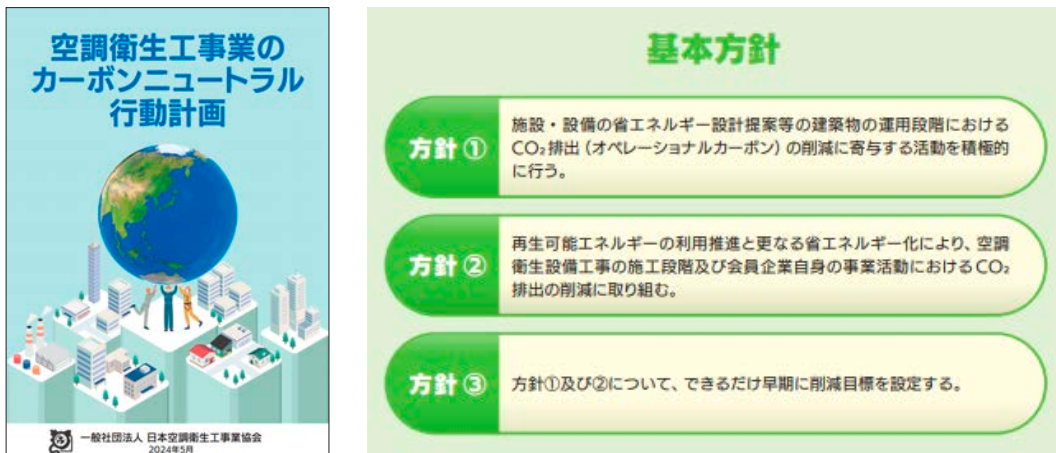 空調衛生工事業の
カーボンニュートラル
行動計画
一般社団法人 日本空調衛生工事業協会
2024年5月
基本方針
方針①
施設・設備の省エネルギー設計提案等の建築物の運用段階における
CO₂排出（オペレーショナルカーボン）の削減に寄与する活動を積極的
に行う。
方針②
再生可能エネルギーの利用推進と更なる省エネルギー化により、空調
衛生設備工事の施工段階及び会員企業自身の事業活動におけるCO₂
排出の削減に取り組む。
方針③
方針①及び②について、できるだけ早期に削減目標を設定する。